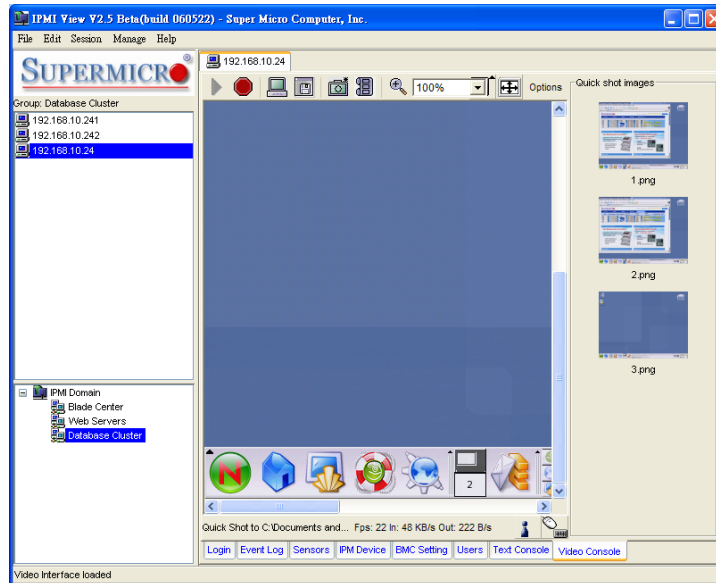 IPMI View V2.5 Beta(build 060522) - Super Micro Computer, Inc.
File Edit Session Manage Help
SUPERMICRO®
Group: Database Cluster
192.168.10.241
192.168.10.242
192.168.10.24
IPMI Domain
Blade Center
Web Servers
Database Cluster
192.168.10.24
100%
Options
Quick shot images
1.png
2.png
3.png
N
2
Quick Shot to C:\Documents and... Fps: 22 In: 48 KB/s Out: 222 B/s
Login Event Log Sensors IPM Device BMC Setting Users Text Console Video Console
Video Interface loaded